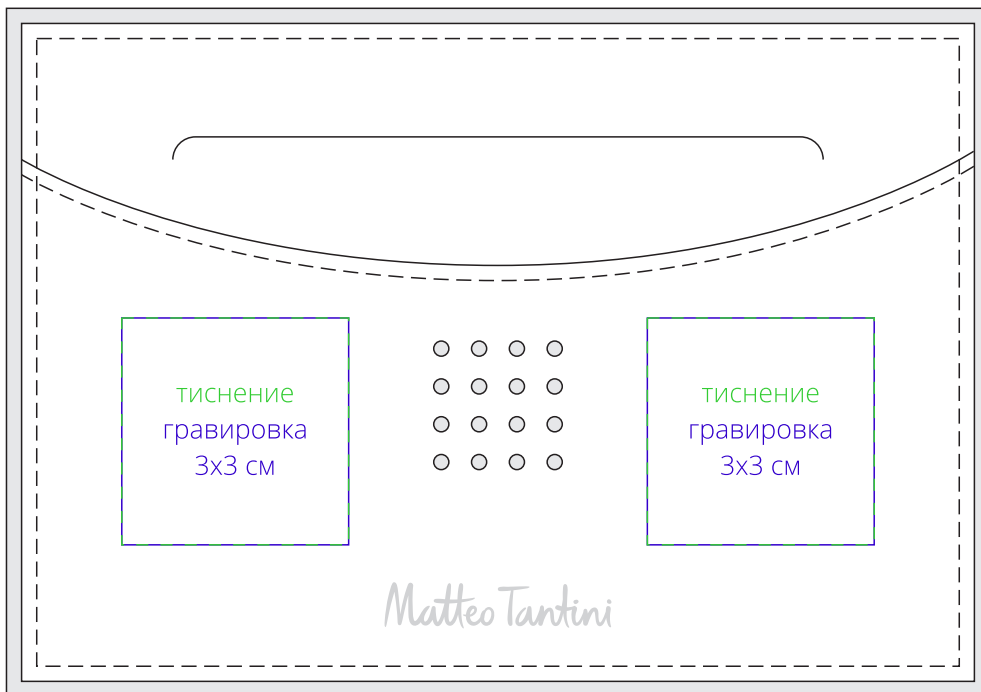 тиснение
гравировка
3х3 см
тиснение
гравировка
3х3 см
Matteo Tantini